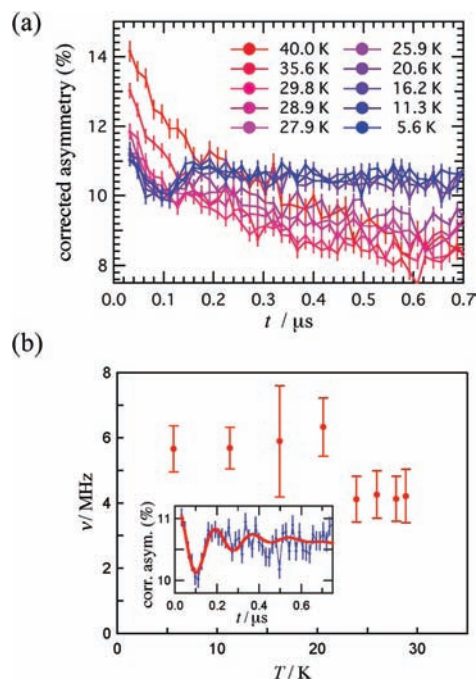 (a)
corrected asymmetry (%)
14
12
10
8
40.0 K
35.6 K
29.8 K
28.9 K
27.9 K
25.9 K
20.6 K
16.2 K
11.3 K
5.6 K
0.0 0.1 0.2 0.3 0.4 0.5 0.6 0.7
t / μs
(b)
ν/MHz
8
6
4
2
0
corr. asym. (%)
11
10
0.0 0.2 0.4 0.6
t/μs
0 10 20 30
T / K